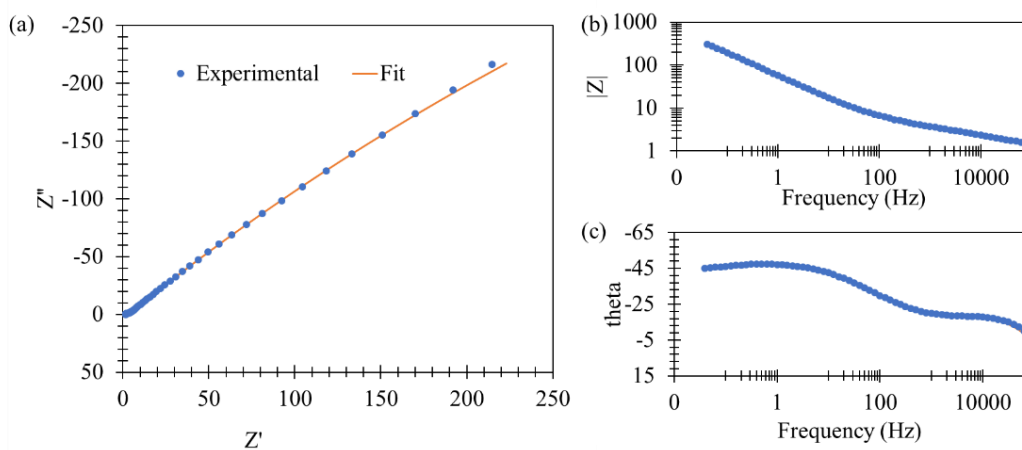 (a)
-250
-200
-150
-100
-50
0
50
Z''
Experimental
Fit
0 50 100 150 200 250
Z'
(b)
1000
100
10
1
|Z|
0 1 100 10000
Frequency (Hz)
(c)
-65
-45
-25
-5
15
theta
0 1 100 10000
Frequency (Hz)